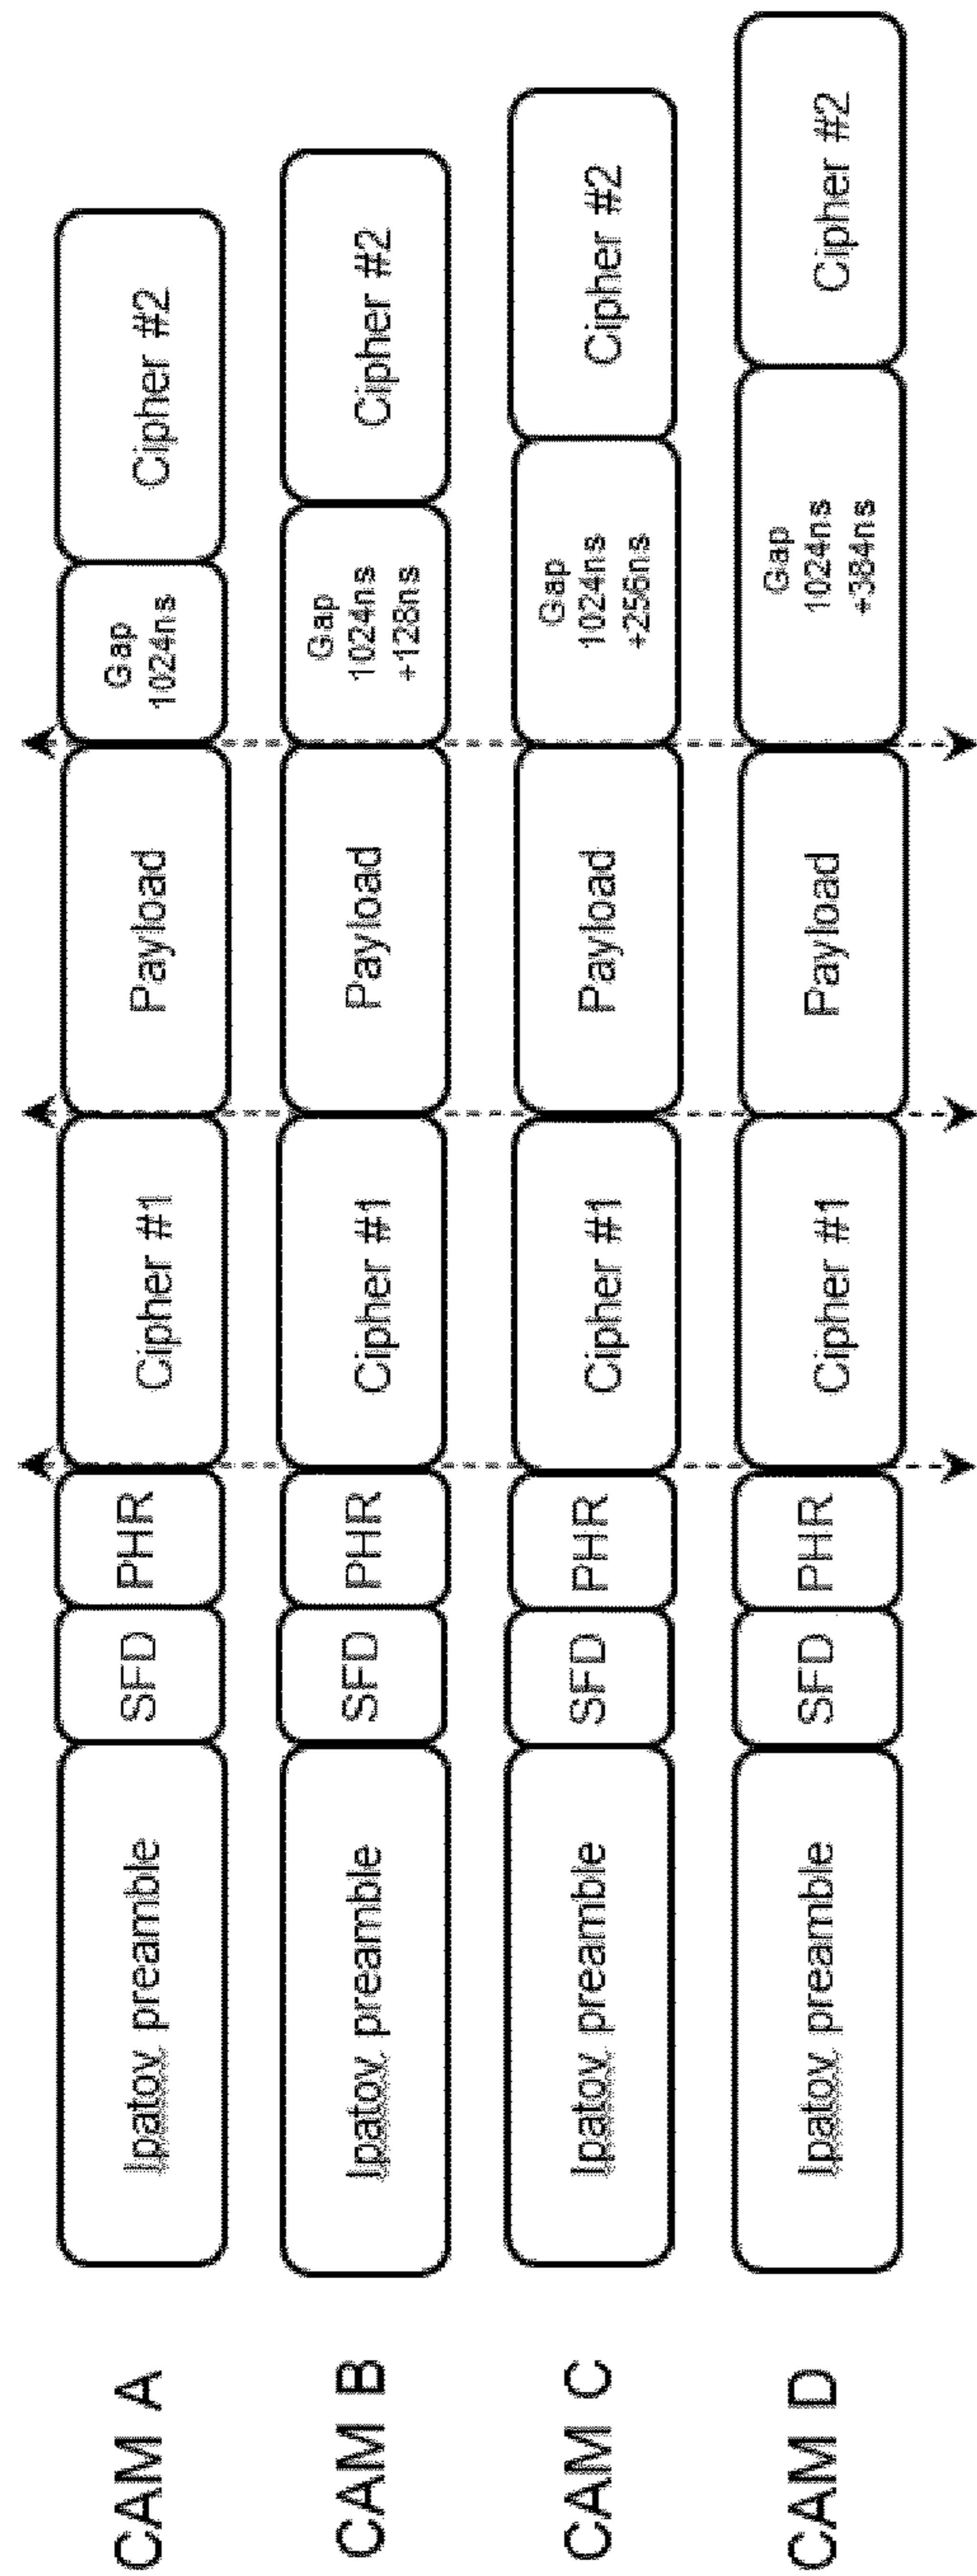 CAM A
Ipatov preamble
SFD
PHR
Cipher #1
Payload
Gap
1024ns
Cipher #2
CAM B
Ipatov preamble
SFD
PHR
Cipher #1
Payload
Gap
1024ns
+128ns
Cipher #2
CAM C
Ipatov preamble
SFD
PHR
Cipher #1
Payload
Gap
1024ns
+256ns
Cipher #2
CAM D
Ipatov preamble
SFD
PHR
Cipher #1
Payload
Gap
1024ns
+384ns
Cipher #2